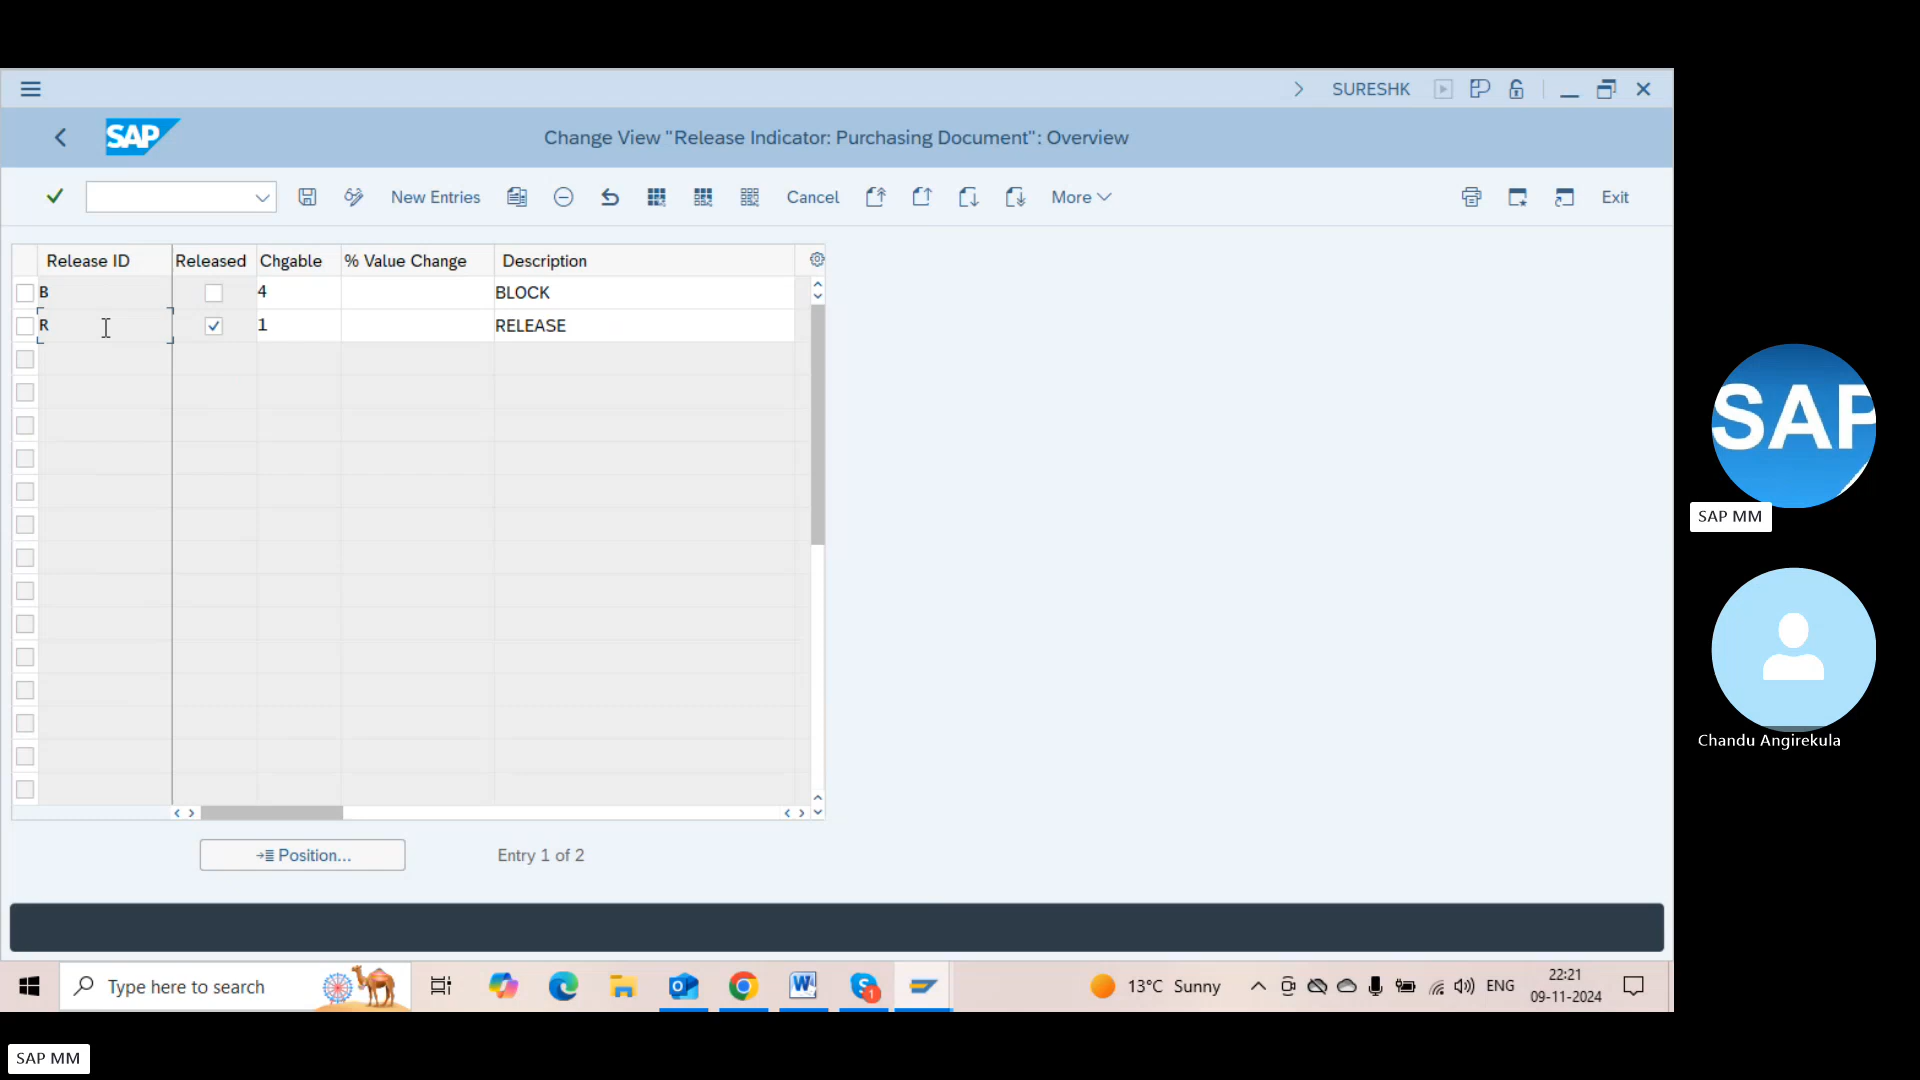 SURESHK
SAP
Change View "Release Indicator: Purchasing Document": Overview
New Entries
Cancel
More
Exit
Release ID Released Chgable % Value Change Description
B 4 BLOCK
R 1 RELEASE
Position...
Entry 1 of 2
SAP
SAP MM
Chandu Angirekula
Type here to search
W
S
1
13°C Sunny
ENG
22:21
09-11-2024
SAP MM